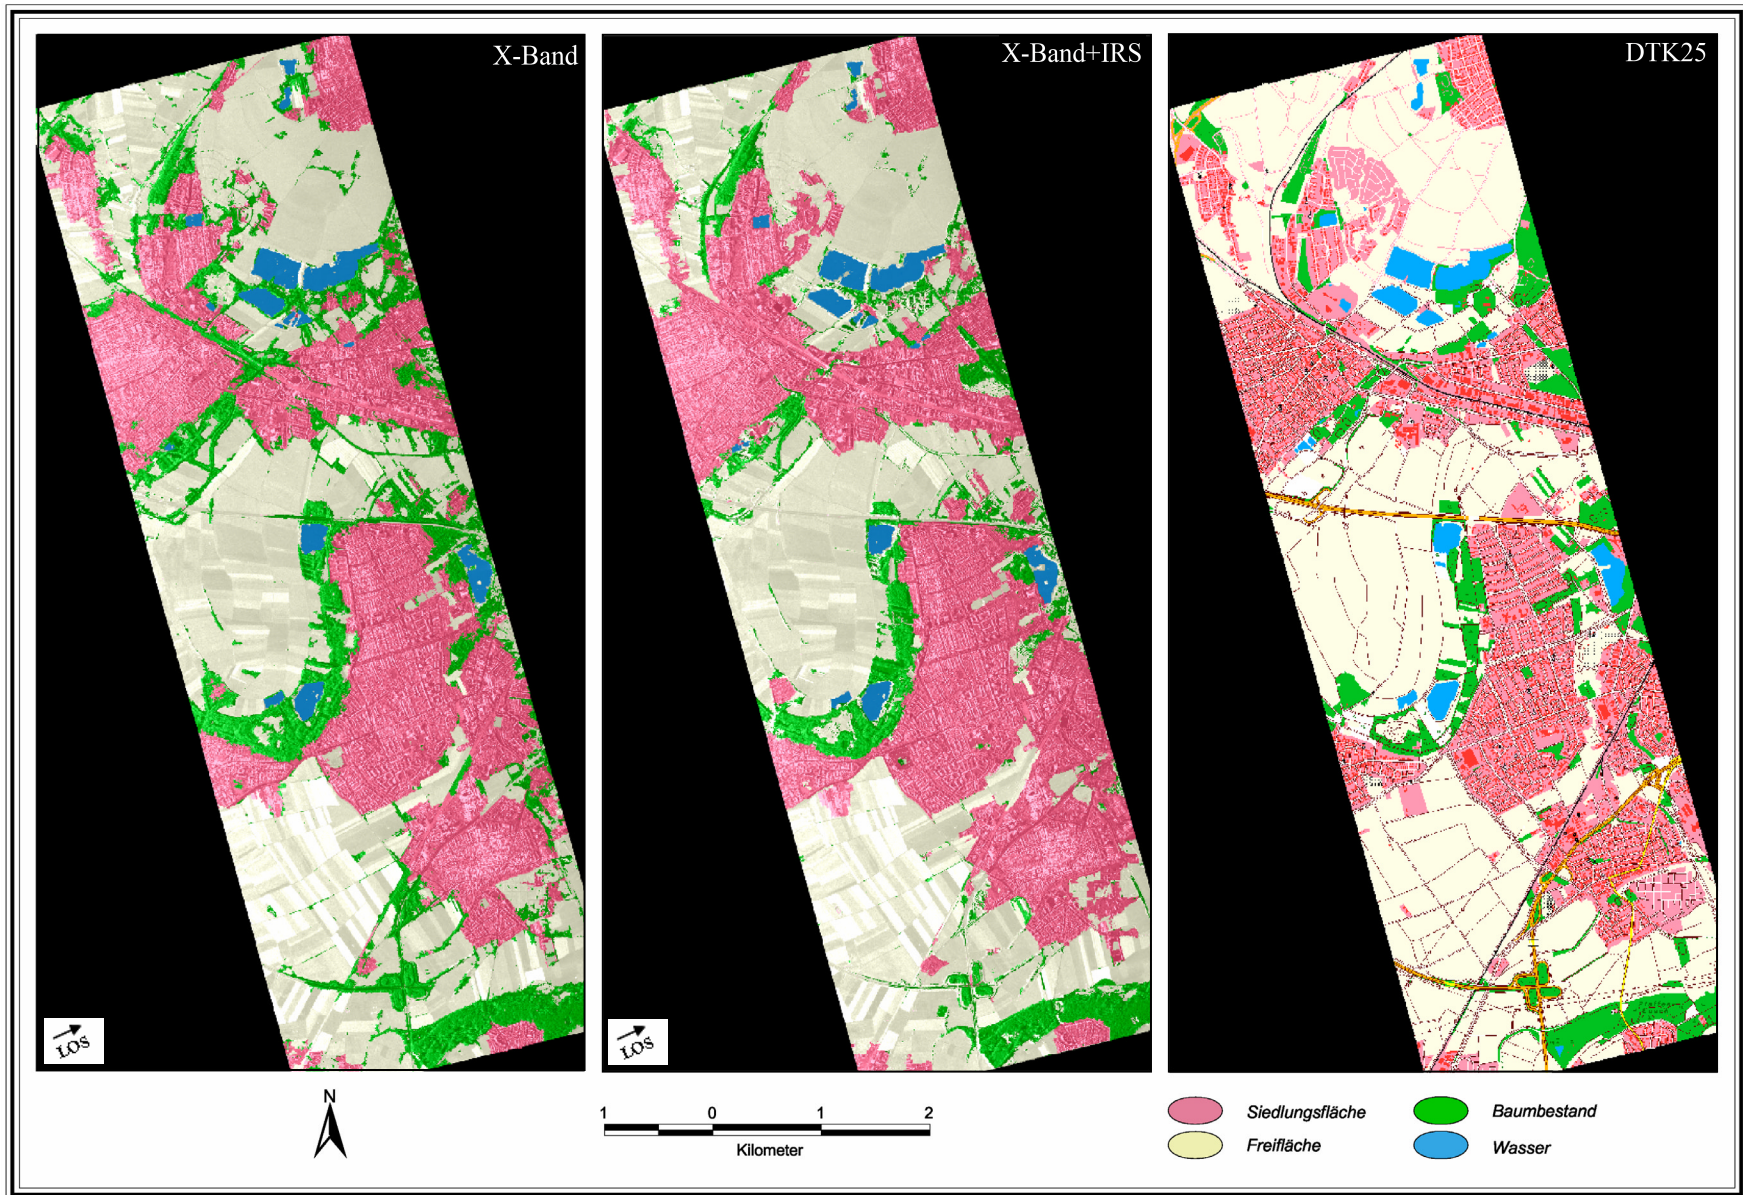 X-Band
X-Band+IRS
DTK25
LOS
LOS
N
1 0 1 2
Kilometer
Siedlungsfläche
Freifläche
Baumbestand
Wasser